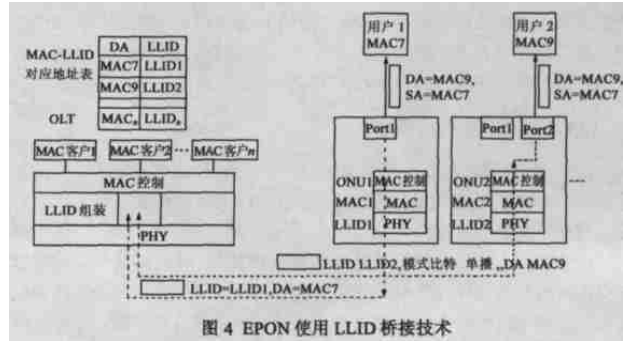 用户1
MAC7
用户2
MAC9
MAC-LLID
对应地址表
DA LLID
MAC7 LLID1
MAC9 LLID2
MACn LLIDn
OLT
DA=MAC9,
SA=MAC7
DA=MAC9,
SA=MAC7
Port1
Port1 Port2
MAC客户1 MAC客户2 … MAC客户n
MAC控制
LLID组装
PHY
ONU1 MAC控制
MAC1 MAC
LLID1 PHY
ONU2 MAC控制
MAC2 MAC
LLID2 PHY
LLID LLID2,模式比特 单播,,DA MAC9
LLID=LLID1,DA=MAC7
图4 EPON使用LLID桥接技术